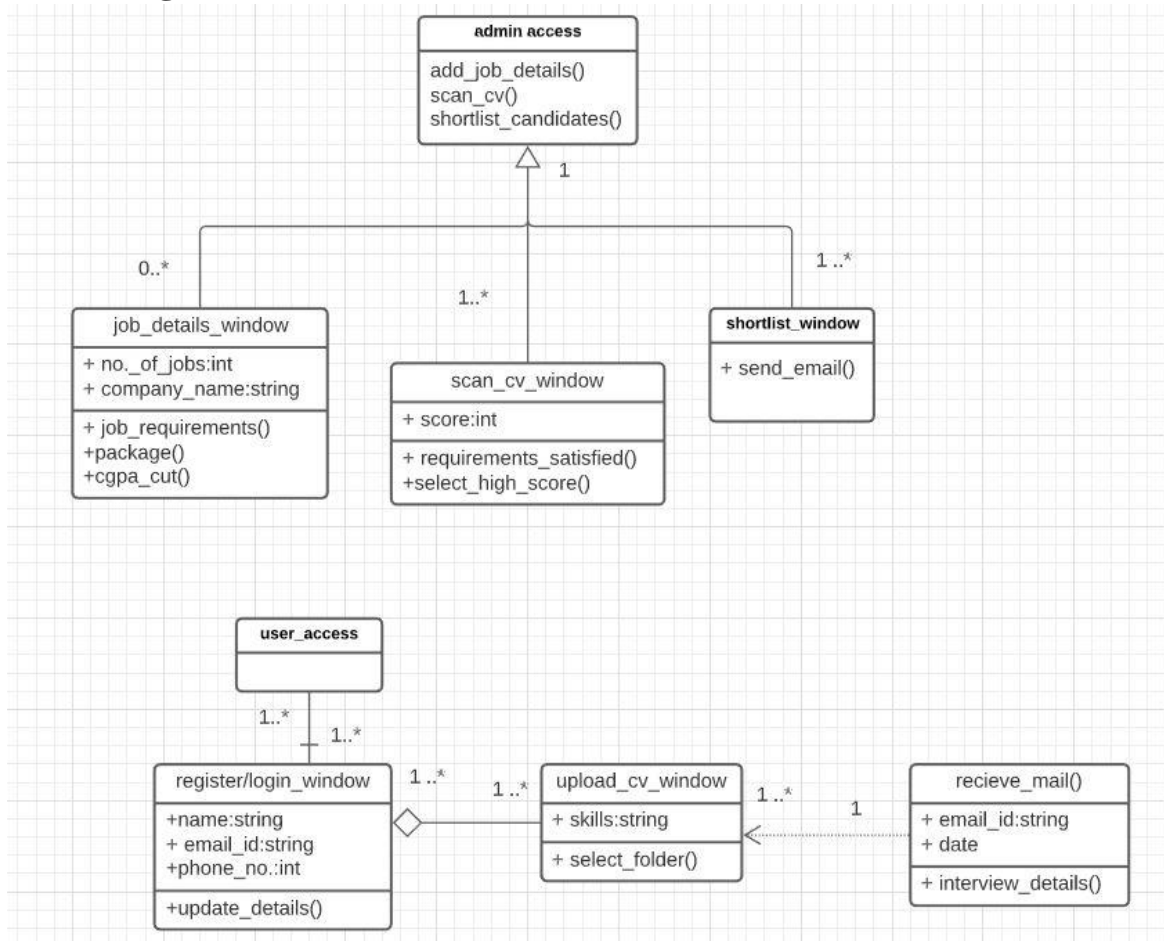 admin access
add_job_details()
scan_cv()
shortlist_candidates()
1
0..*
1..*
1 ..*
job_details_window
+ no._of_jobs:int
+ company_name:string
+ job_requirements()
+package()
+cgpa_cut()
scan_cv_window
+ score:int
+ requirements_satisfied()
+select_high_score()
shortlist_window
+ send_email()
user_access
1..*
1..*
register/login_window
+name:string
+ email_id:string
+phone_no.:int
+update_details()
1 ..*
1 ..*
upload_cv_window
+ skills:string
+ select_folder()
1 ..*
1
recieve_mail()
+ email_id:string
+ date
+ interview_details()